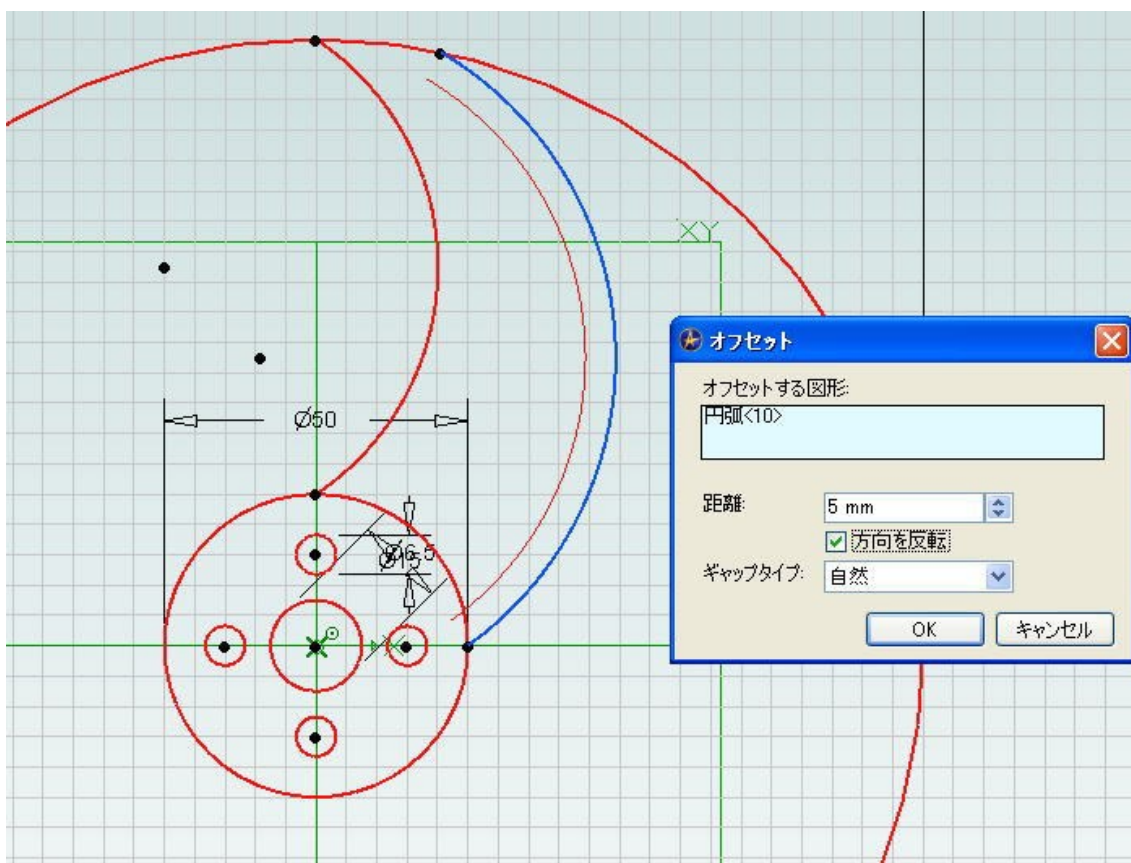 XY
オフセット
オフセットする図形:
円弧<10>
Ø50
距離:
5 mm
方向を反転
Ø6.5
Ø15
ギャップタイプ:
自然
X
OK
キャンセル